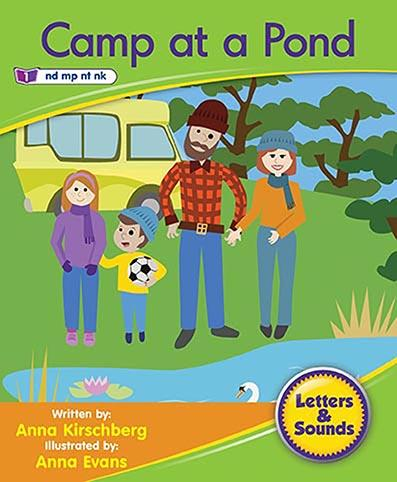 Camp at a Pond
1 nd mp nt nk
Written by:
Anna Kirschberg
Illustrated by:
Anna Evans
Letters
&
Sounds